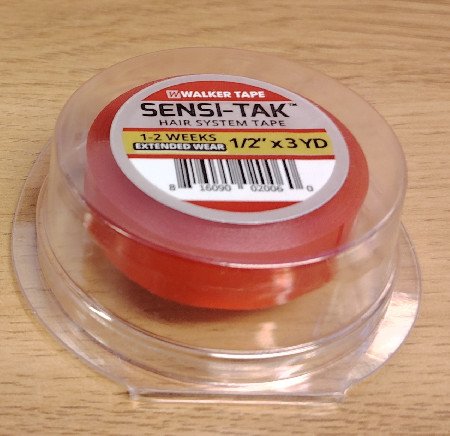 WALKER TAPE
SENSI-TAK™
HAIR SYSTEM TAPE
1-2 WEEKS
EXTENDED WEAR
1/2" x 3 YD
8 16090 02006 0